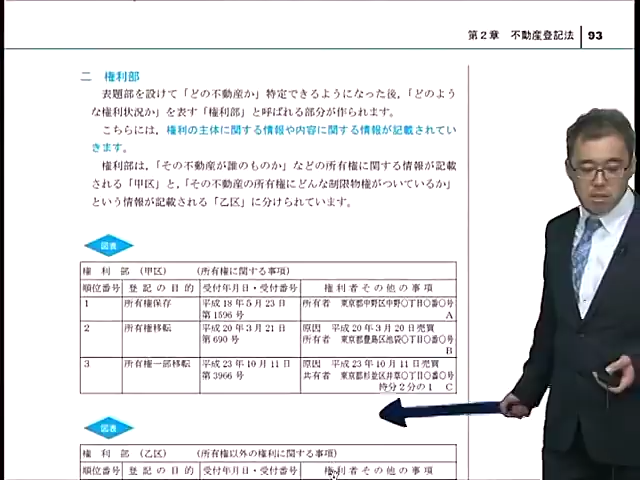 第２章 不動産登記法 93
二 権利部
表題部を設けて「どの不動産か」特定できるようになった後，「どのよう
な権利状況か」を表す「権利部」と呼ばれる部分が作られます。
こちらには，権利の主体に関する情報や内容に関する情報が記載されてい
きます。
権利部は，「その不動産が誰のものか」などの所有権に関する情報が記載
される「甲区」と，「その不動産の所有権にどんな制限物権がついているか」
という情報が記載される「乙区」に分けられています。
図表
権 利 部（甲区） （所有権に関する事項）
順位番号 登記の目的 受付年月日・受付番号 権利者その他の事項
1 所有権保存 平成18年5月23日 所有者 東京都中野区中野〇丁目〇番〇号
第1596号 A
2 所有権移転 平成20年3月21日 原因 平成20年3月20日売買
第690号 所有者 東京都豊島区池袋〇丁目〇番〇号
B
3 所有権一部移転 平成23年10月11日 原因 平成23年10月11日売買
第3966号 共有者 東京都杉並区井草〇丁目〇番〇号
持分2分の1 C
図表
権 利 部（乙区） （所有権以外の権利に関する事項）
順位番号 登記の目的 受付年月日・受付番号 権利者その他の事項